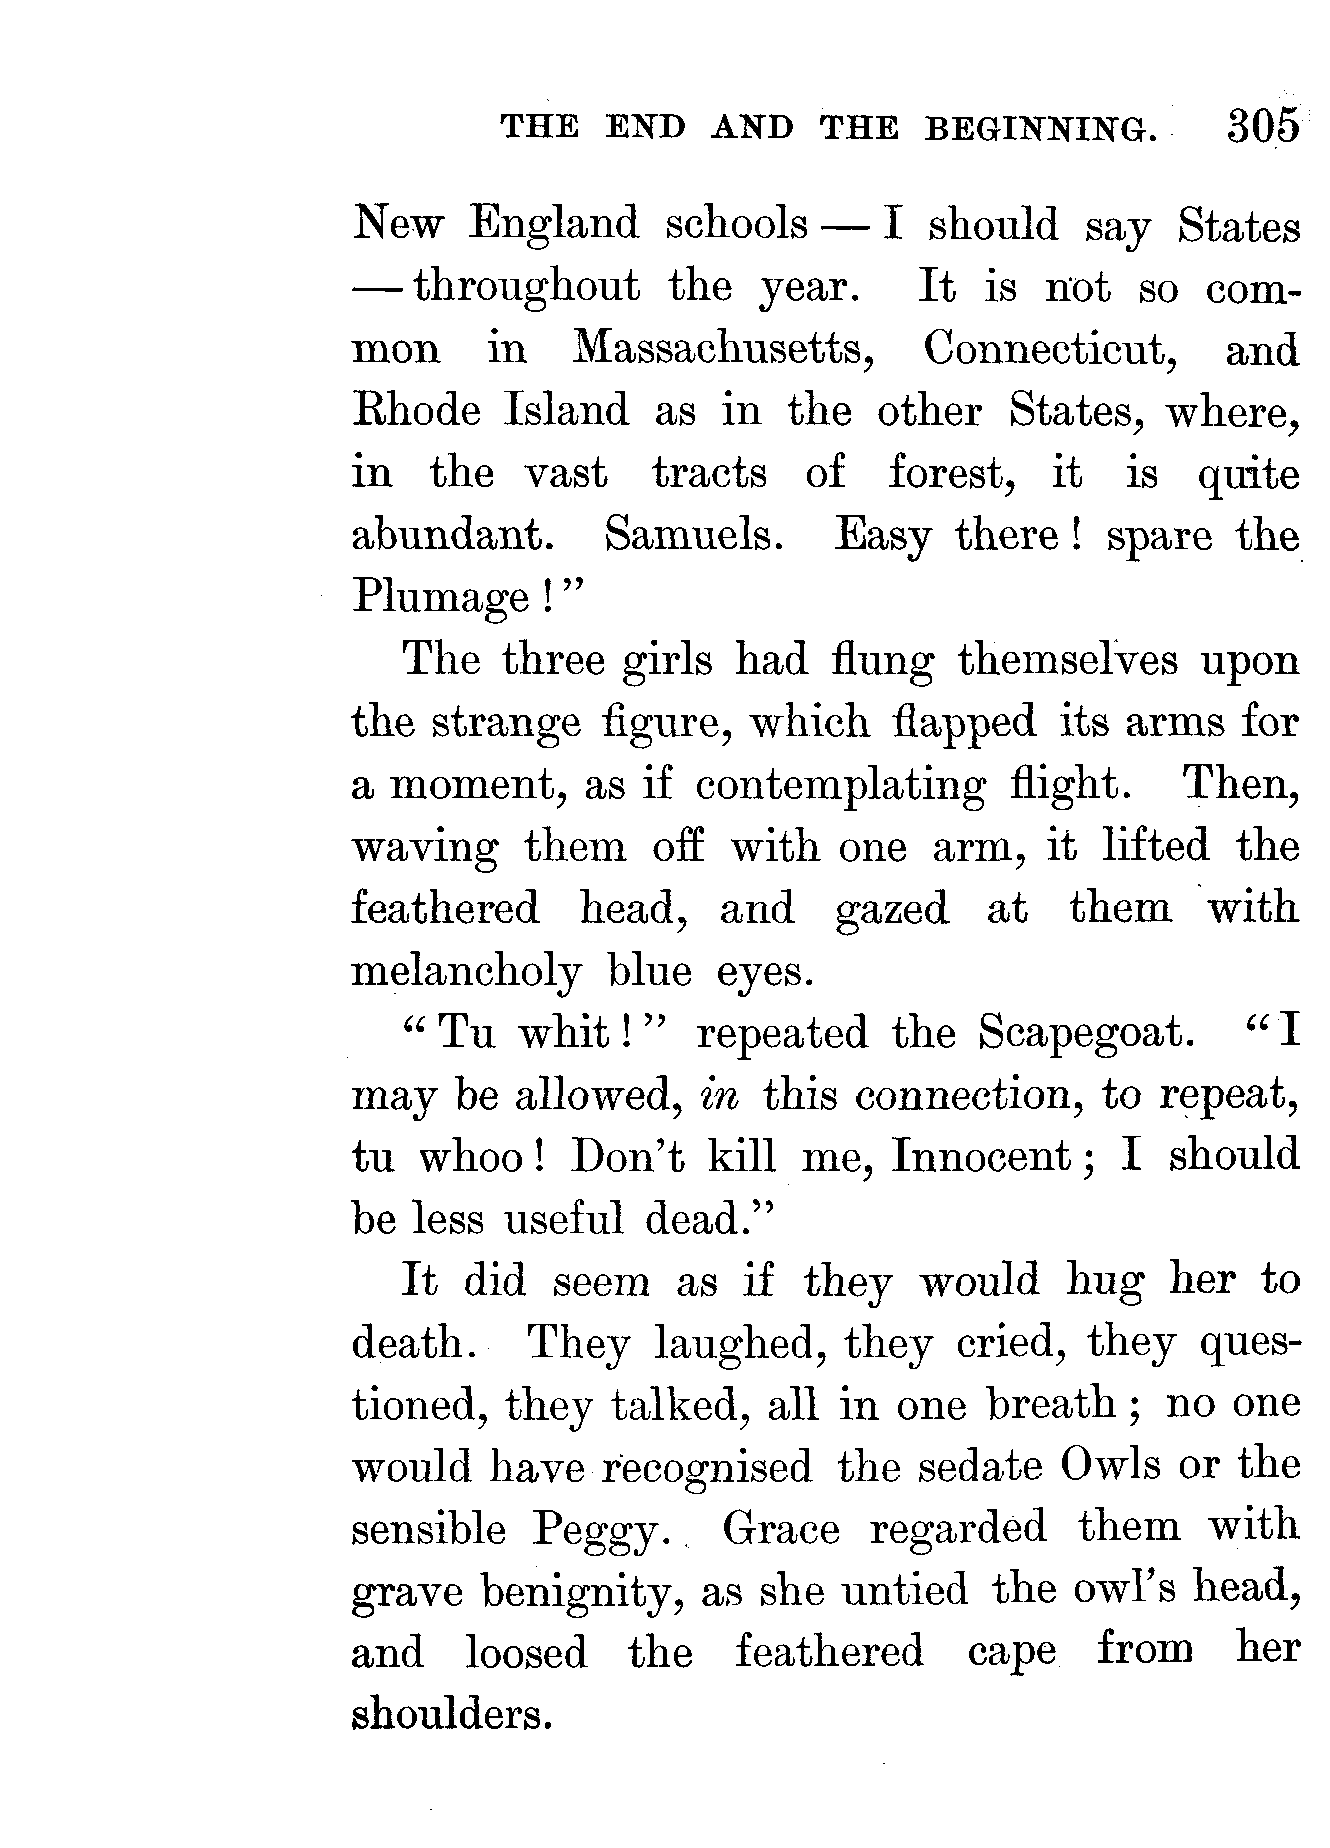 THE END AND THE BEGINNING. 305
New England schools — I should say States
— throughout the year. It is not so com-
mon in Massachusetts, Connecticut, and
Rhode Island as in the other States, where,
in the vast tracts of forest, it is quite
abundant. Samuels. Easy there! spare the
Plumage!”
The three girls had flung themselves upon
the strange figure, which flapped its arms for
a moment, as if contemplating flight. Then,
waving them off with one arm, it lifted the
feathered head, and gazed at them with
melancholy blue eyes.
“Tu whit!” repeated the Scapegoat. “I
may be allowed, in this connection, to repeat,
tu whoo! Don’t kill me, Innocent; I should
be less useful dead.”
It did seem as if they would hug her to
death. They laughed, they cried, they ques-
tioned, they talked, all in one breath; no one
would have recognised the sedate Owls or the
sensible Peggy. Grace regarded them with
grave benignity, as she untied the owl’s head,
and loosed the feathered cape from her
shoulders.